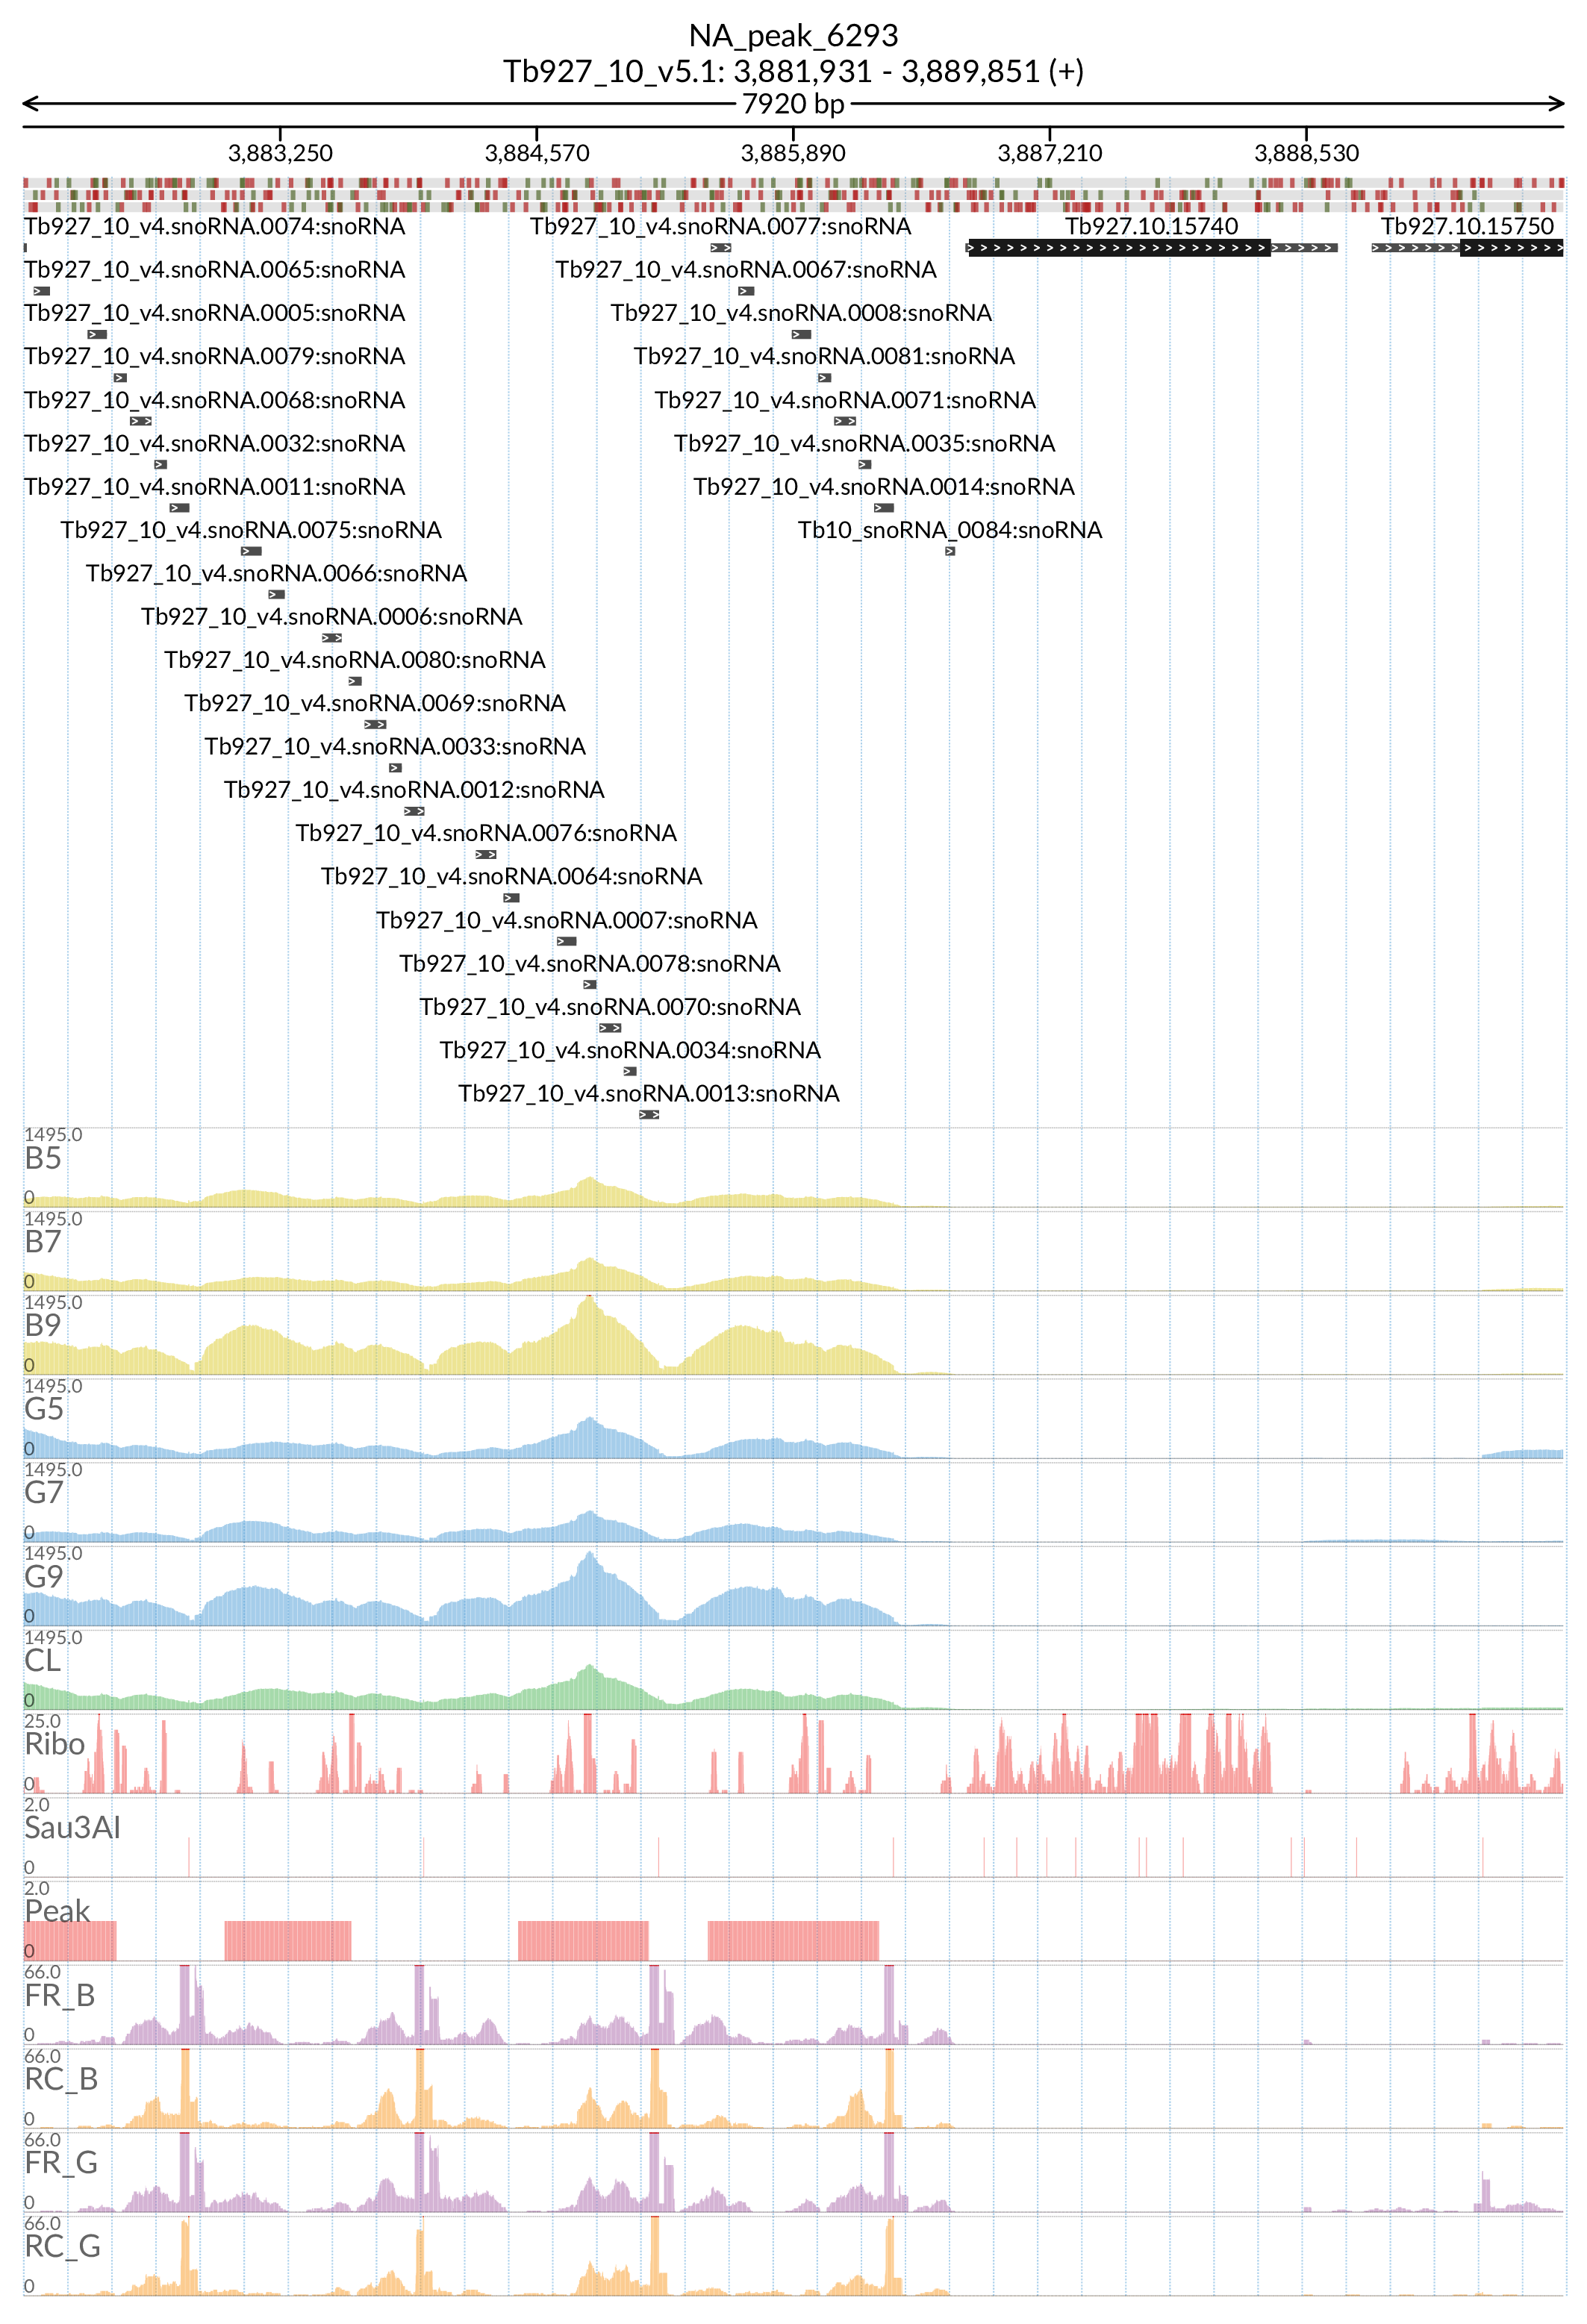 NA_peak_6293
Tb927_10_v5.1: 3,881,931 - 3,889,851 (+)
7920 bp
3,883,250 3,884,570 3,885,890 3,887,210 3,888,530
Tb927_10_v4.snoRNA.0074:snoRNA Tb927_10_v4.snoRNA.0077:snoRNA Tb927.10.15740 Tb927.10.15750
Tb927_10_v4.snoRNA.0065:snoRNA Tb927_10_v4.snoRNA.0067:snoRNA
Tb927_10_v4.snoRNA.0005:snoRNA Tb927_10_v4.snoRNA.0008:snoRNA
Tb927_10_v4.snoRNA.0079:snoRNA Tb927_10_v4.snoRNA.0081:snoRNA
Tb927_10_v4.snoRNA.0068:snoRNA Tb927_10_v4.snoRNA.0071:snoRNA
Tb927_10_v4.snoRNA.0032:snoRNA Tb927_10_v4.snoRNA.0035:snoRNA
Tb927_10_v4.snoRNA.0011:snoRNA Tb927_10_v4.snoRNA.0014:snoRNA
Tb927_10_v4.snoRNA.0075:snoRNA Tb10_snoRNA_0084:snoRNA
Tb927_10_v4.snoRNA.0066:snoRNA
Tb927_10_v4.snoRNA.0006:snoRNA
Tb927_10_v4.snoRNA.0080:snoRNA
Tb927_10_v4.snoRNA.0069:snoRNA
Tb927_10_v4.snoRNA.0033:snoRNA
Tb927_10_v4.snoRNA.0012:snoRNA
Tb927_10_v4.snoRNA.0076:snoRNA
Tb927_10_v4.snoRNA.0064:snoRNA
Tb927_10_v4.snoRNA.0007:snoRNA
Tb927_10_v4.snoRNA.0078:snoRNA
Tb927_10_v4.snoRNA.0070:snoRNA
Tb927_10_v4.snoRNA.0034:snoRNA
Tb927_10_v4.snoRNA.0013:snoRNA
1495.0
B5
0
1495.0
B7
0
1495.0
B9
0
1495.0
G5
0
1495.0
G7
0
1495.0
G9
0
1495.0
CL
0
25.0
Ribo
0
2.0
Sau3AI
0
2.0
Peak
0
66.0
FR_B
0
66.0
RC_B
0
66.0
FR_G
0
66.0
RC_G
0